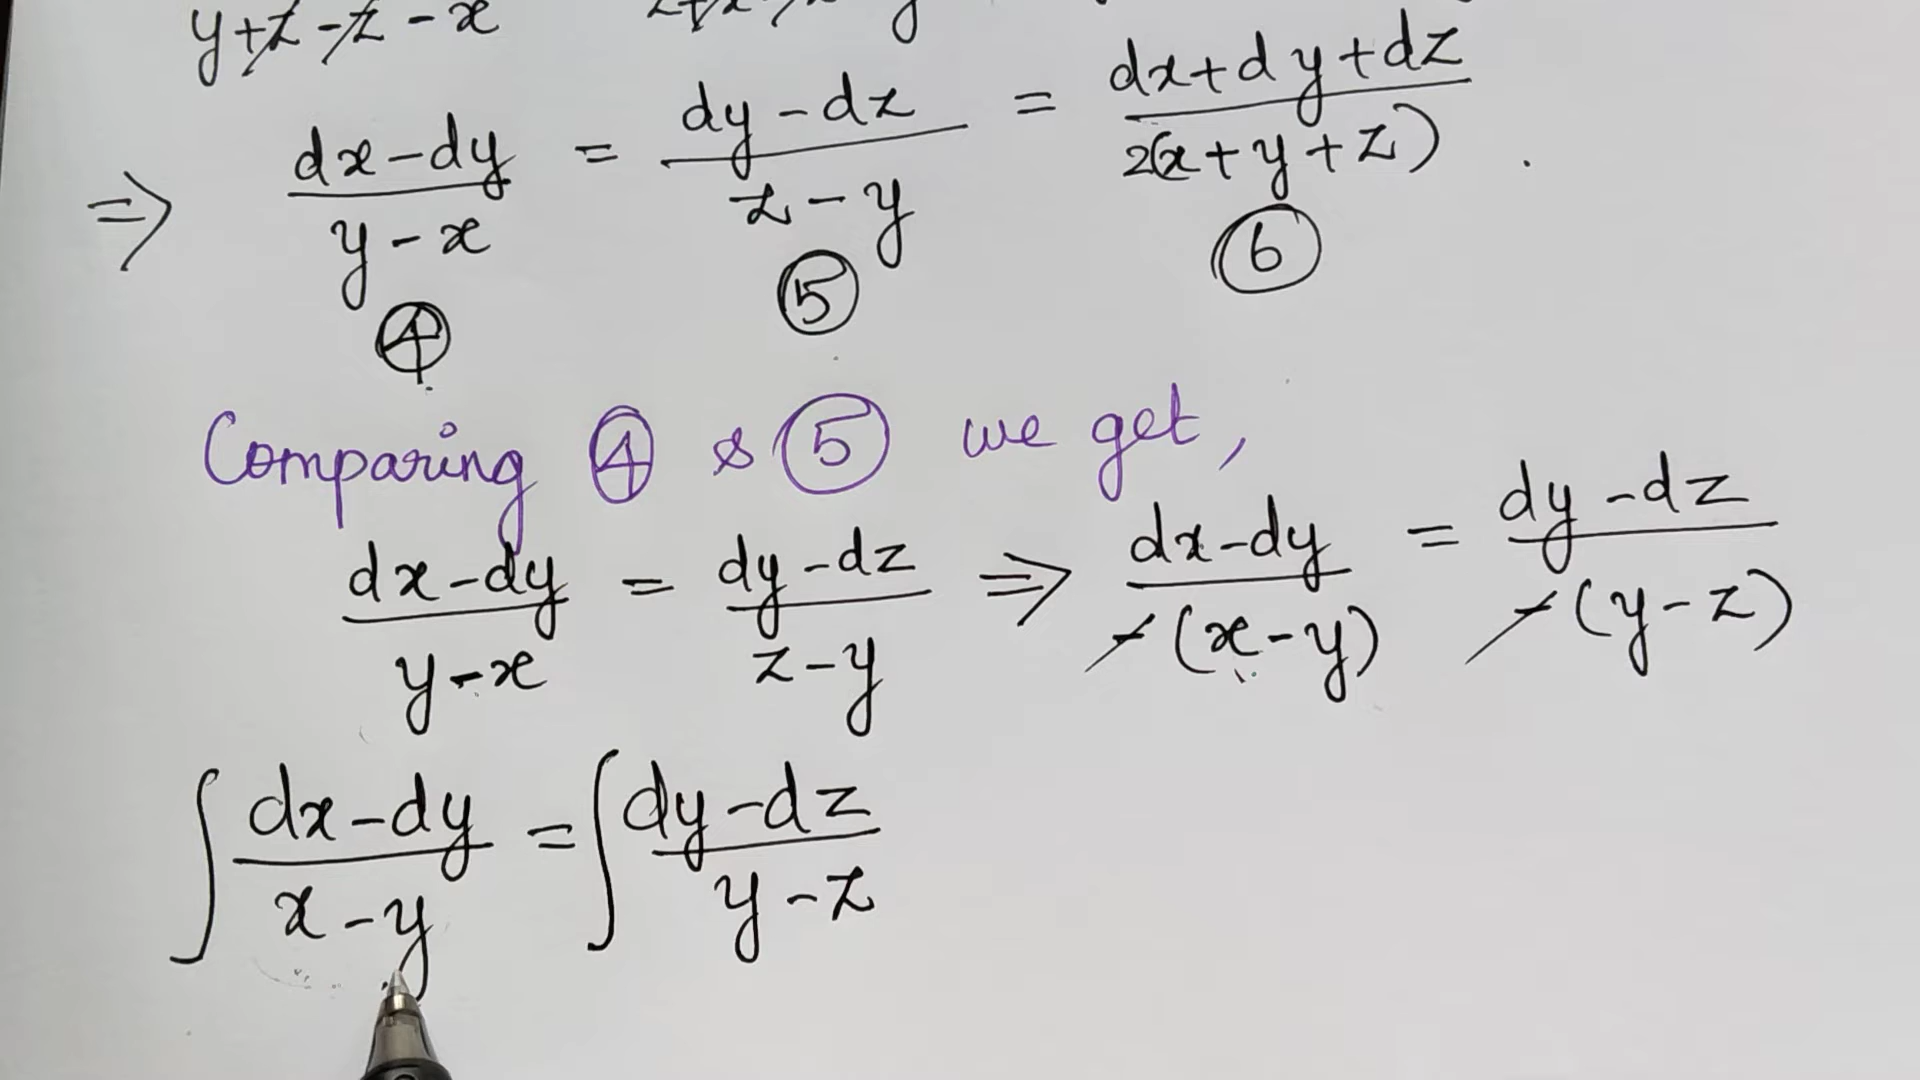 y+z-z-x
⇒ (dx-dy)/(y-x) = (dy-dz)/(z-y) = (dx+dy+dz)/(2(x+y+z)) .
④ ⑤ ⑥
Comparing ④ & ⑤ we get,
(dx-dy)/(y-x) = (dy-dz)/(z-y) ⇒ (dx-dy)/(-(x-y)) = (dy-dz)/(-(y-z))
∫(dx-dy)/(x-y) = ∫(dy-dz)/(y-z)